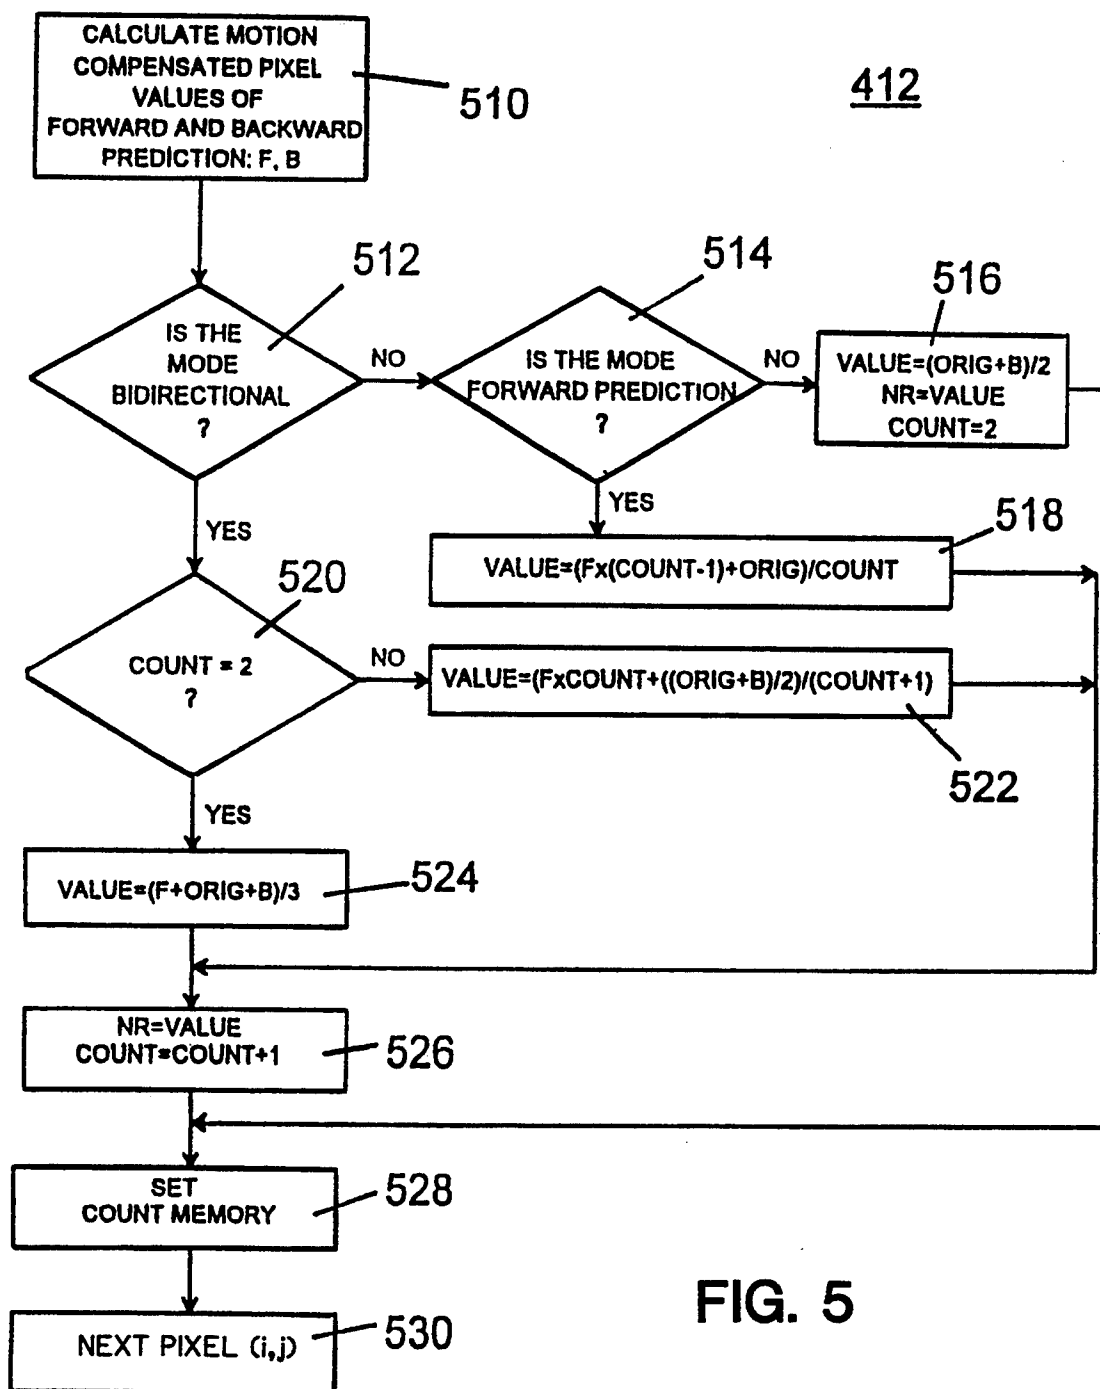 CALCULATE MOTION
COMPENSATED PIXEL
VALUES OF
FORWARD AND BACKWARD
PREDICTION: F, B
510
412
512
IS THE
MODE
BIDIRECTIONAL
?
NO
514
IS THE MODE
FORWARD PREDICTION
?
NO
516
VALUE=(ORIG+B)/2
NR=VALUE
COUNT=2
YES
YES
518
VALUE=(Fx(COUNT-1)+ORIG)/COUNT
520
COUNT = 2
?
NO
VALUE=(FxCOUNT+((ORIG+B)/2)/(COUNT+1)
522
YES
VALUE=(F+ORIG+B)/3
524
NR=VALUE
COUNT=COUNT+1
526
SET
COUNT MEMORY
528
NEXT PIXEL (i,j)
530
FIG. 5